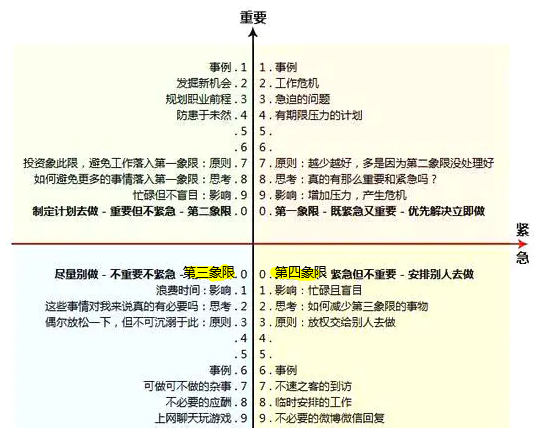 重要
事例 . 1
发掘新机会 . 2
规划职业前程 . 3
防患于未然 . 4
. 5
. 6
投资象此限，避免工作落入第一象限：原则 . 7
如何避免更多的事情落入第一象限：思考 . 8
忙碌但不盲目：影响 . 9
制定计划去做 - 重要但不紧急 - 第二象限 . 0
1 . 事例
2 . 工作危机
3 . 急迫的问题
4 . 有期限压力的计划
5 .
6 .
7 . 原则：越少越好，多是因为第二象限没处理好
8 . 思考：真的有那么重要和紧急吗？
9 . 影响：增加压力，产生危机
0 . 第一象限 - 既紧急又重要 - 优先解决立即做
紧
急
尽量别做 - 不重要不紧急 - 第三象限 . 0
浪费时间：影响 . 1
这些事情对我来说真的有必要吗：思考 . 2
偶尔放松一下，但不可沉溺于此：原则 . 3
. 4
. 5
事例 . 6
可做可不做的杂事 . 7
不必要的应酬 . 8
上网聊天玩游戏 . 9
0 . 第四象限 紧急但不重要 - 安排别人去做
1 . 影响：忙碌且盲目
2 . 思考：如何减少第三象限的事物
3 . 原则：放权交给别人去做
4 .
5 .
6 . 事例
7 . 不速之客的到访
8 . 临时安排的工作
9 . 不必要的微博微信回复